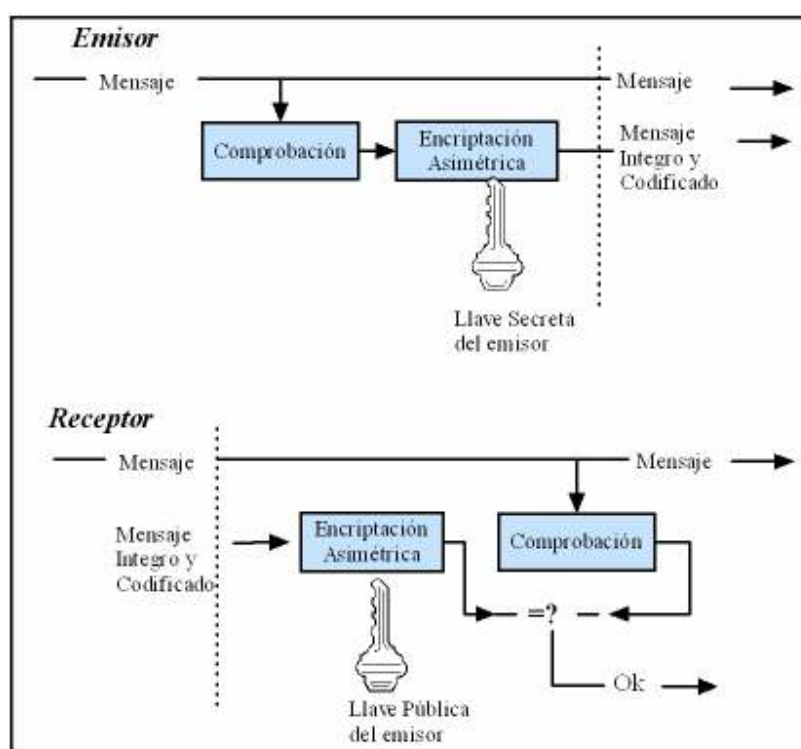 Emisor
Mensaje
Mensaje
Comprobación
Encriptación
Asimétrica
Mensaje
Integro y
Codificado
Llave Secreta
del emisor
Receptor
Mensaje
Mensaje
Mensaje
Integro y
Codificado
Encriptación
Asimétrica
Comprobación
=?
Ok
Llave Pública
del emisor